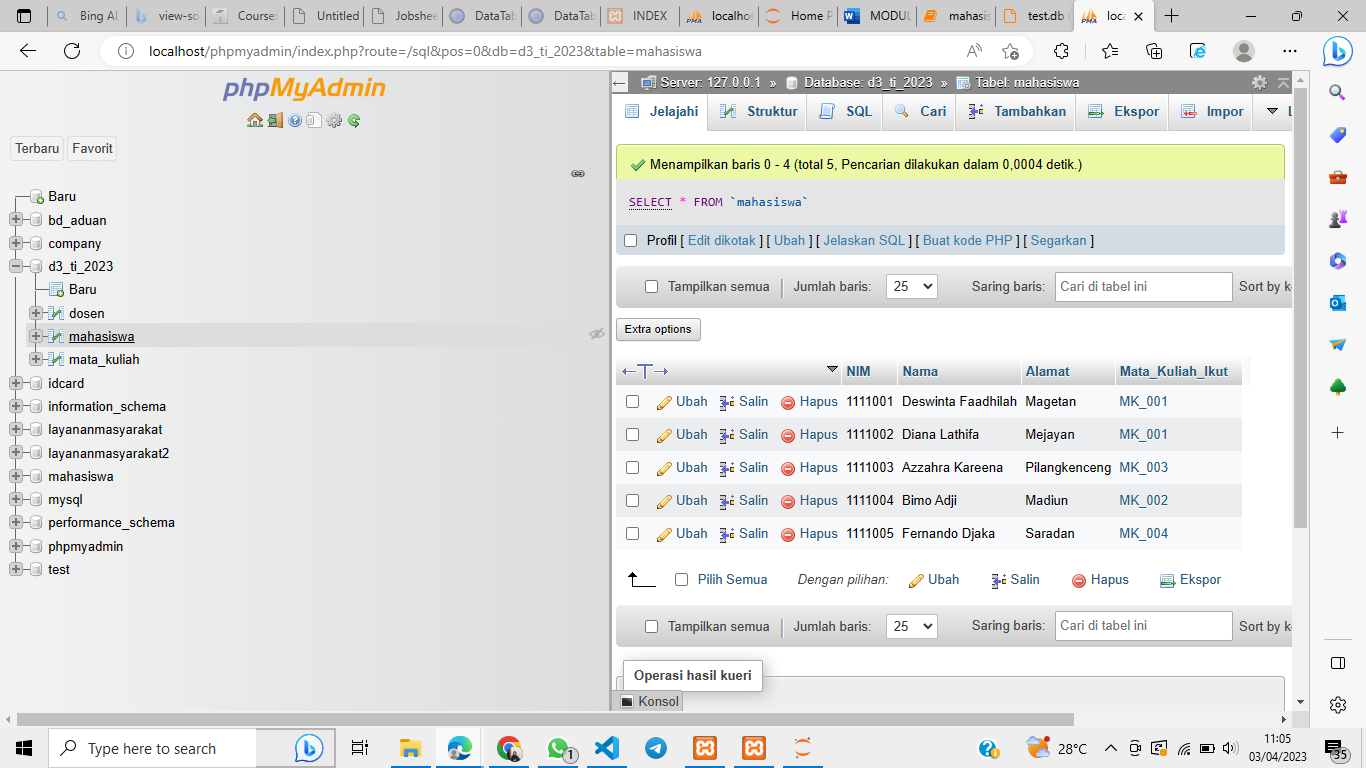 Bing AI
view-so
Course:
Untitled
Jobshee
DataTab
DataTab
INDEX
localhos
Home P
MODUL
mahasis
test.db (
loca
localhost/phpmyadmin/index.php?route=/sql&pos=0&db=d3_ti_2023&table=mahasiswa
phpMyAdmin
Terbaru Favorit
Baru
bd_aduan
company
d3_ti_2023
Baru
dosen
mahasiswa
mata_kuliah
idcard
information_schema
layananmasyarakat
layananmasyarakat2
mahasiswa
mysql
performance_schema
phpmyadmin
test
Server: 127.0.0.1 » Database: d3_ti_2023 » Tabel: mahasiswa
Jelajahi Struktur SQL Cari Tambahkan Ekspor Impor
Menampilkan baris 0 - 4 (total 5, Pencarian dilakukan dalam 0,0004 detik.)
SELECT * FROM `mahasiswa`
Profil [ Edit dikotak ] [ Ubah ] [ Jelaskan SQL ] [ Buat kode PHP ] [ Segarkan ]
Tampilkan semua | Jumlah baris: 25 Saring baris: Cari di tabel ini Sort by k
Extra options
NIM Nama Alamat Mata_Kuliah_Ikut
Ubah Salin Hapus 1111001 Deswinta Faadhilah Magetan MK_001
Ubah Salin Hapus 1111002 Diana Lathifa Mejayan MK_001
Ubah Salin Hapus 1111003 Azzahra Kareena Pilangkenceng MK_003
Ubah Salin Hapus 1111004 Bimo Adji Madiun MK_002
Ubah Salin Hapus 1111005 Fernando Djaka Saradan MK_004
Pilih Semua Dengan pilihan: Ubah Salin Hapus Ekspor
Tampilkan semua | Jumlah baris: 25 Saring baris: Cari di tabel ini Sort by k
Operasi hasil kueri
Konsol
Type here to search
1
28°C
11:05
03/04/2023
35